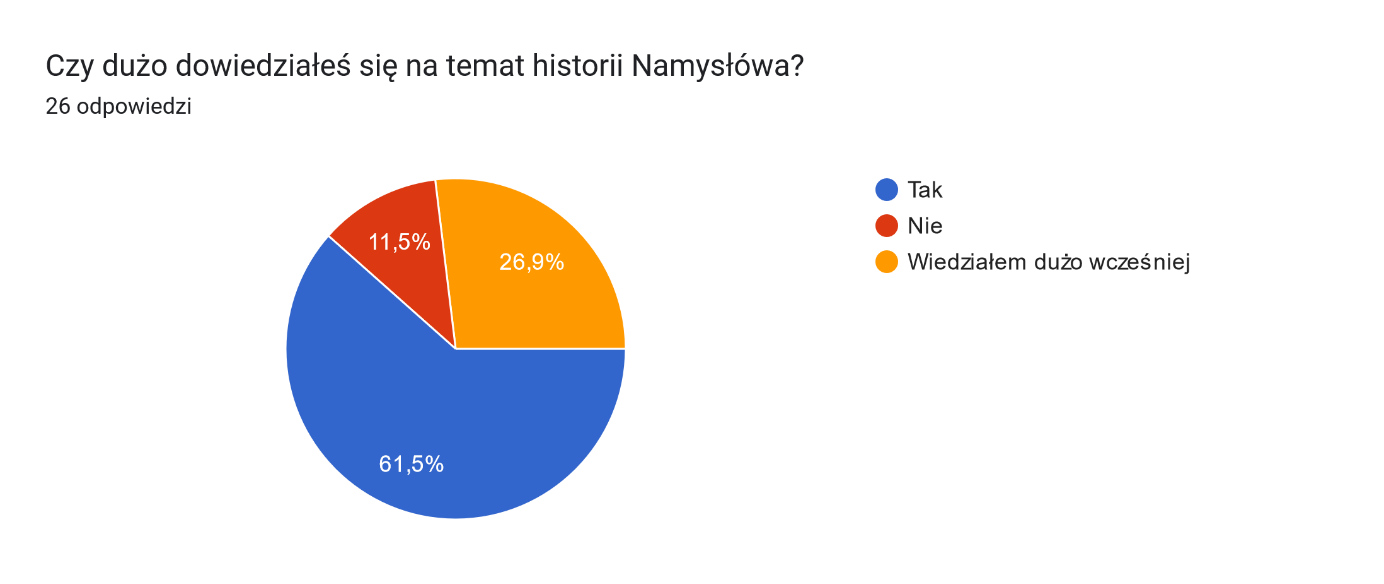 Czy dużo dowiedziałeś się na temat historii Namysłówa?
26 odpowiedzi
Tak
Nie
Wiedziałem dużo wcześniej
11,5%
26,9%
61,5%